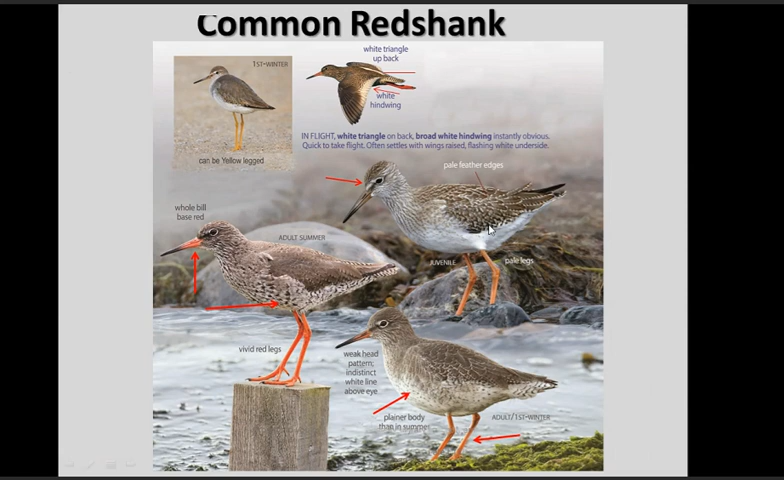 Common Redshank
1ST-WINTER
can be Yellow legged
white triangle
up back
white
hindwing
IN FLIGHT, white triangle on back, broad white hindwing instantly obvious.
Quick to take flight. Often settles with wings raised, flashing white underside.
pale feather edges
whole bill
base red
ADULT SUMMER
JUVENILE
pale legs
vivid red legs
weak head
pattern;
indistinct
white line
above eye
plainer body
than in summer
ADULT/1ST-WINTER